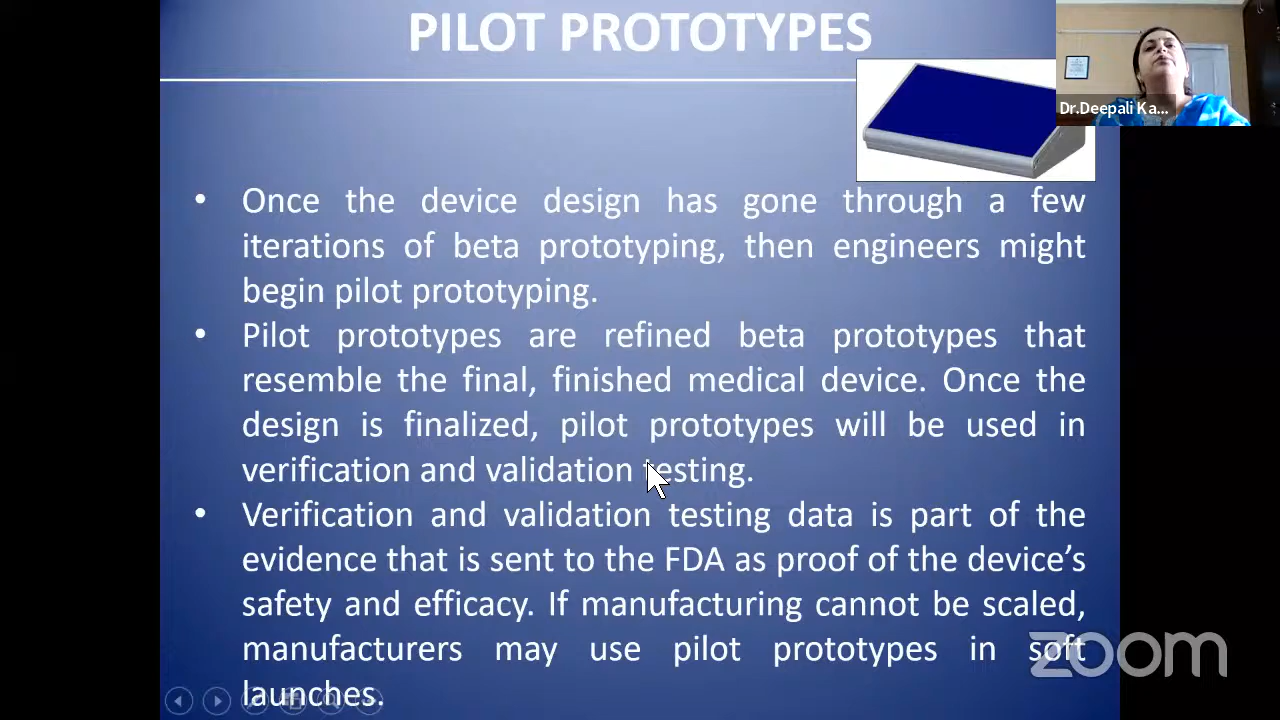 PILOT PROTOTYPES
Dr.Deepali Ka...
• Once the device design has gone through a few
iterations of beta prototyping, then engineers might
begin pilot prototyping.
• Pilot prototypes are refined beta prototypes that
resemble the final, finished medical device. Once the
design is finalized, pilot prototypes will be used in
verification and validation testing.
• Verification and validation testing data is part of the
evidence that is sent to the FDA as proof of the device’s
safety and efficacy. If manufacturing cannot be scaled,
manufacturers may use pilot prototypes in soft
launches.
zoom